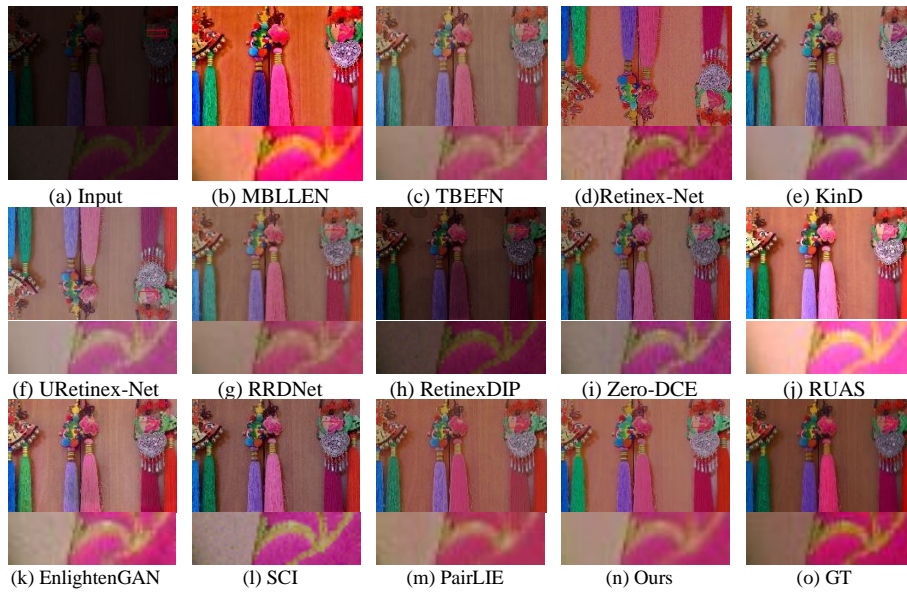 (a) Input
(b) MBLLEN
(c) TBEFN
(d)Retinex-Net
(e) KinD
(f) URetinex-Net
(g) RRDNet
(h) RetinexDIP
(i) Zero-DCE
(j) RUAS
(k) EnlightenGAN
(l) SCI
(m) PairLIE
(n) Ours
(o) GT